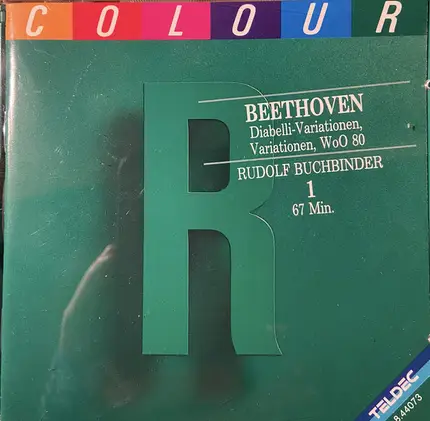 COLOUR
R
BEETHOVEN
Diabelli-Variationen,
Variationen, WoO 80
RUDOLF BUCHBINDER
1
67 Min.
TELDEC
8.44073